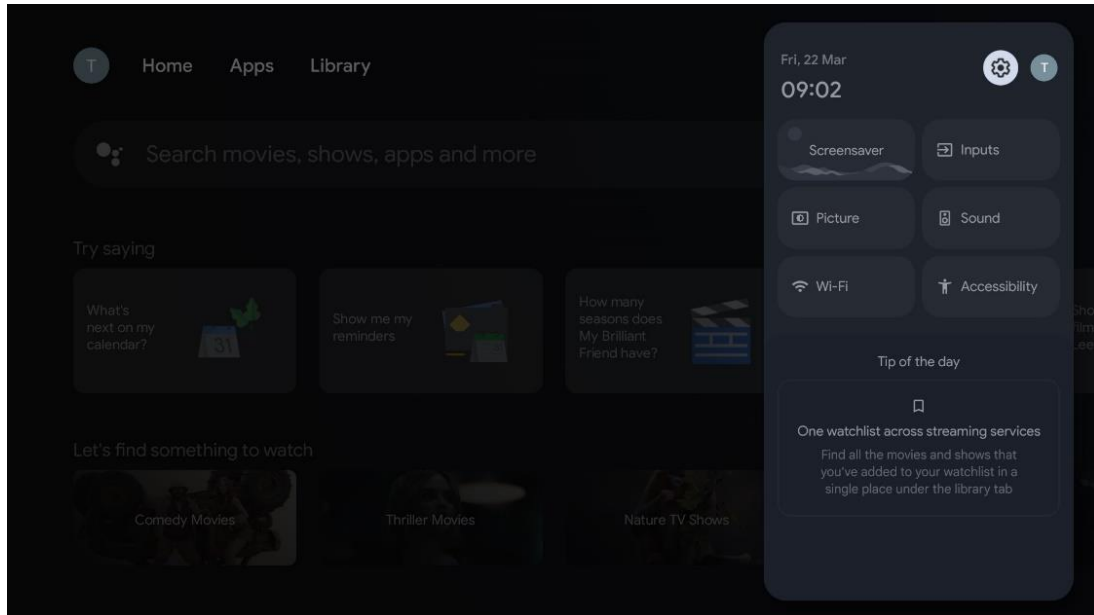 T
Home
Apps
Library
Search movies, shows, apps and more
Try saying
What's
next on my
calendar?
31
Show me my
reminders
How many
seasons does
My Brilliant
Friend have?
Let's find something to watch
Comedy Movies
Thriller Movies
Nature TV Shows
Fri, 22 Mar
09:02
T
Screensaver
Inputs
Picture
Sound
Wi-Fi
Accessibility
Tip of the day
One watchlist across streaming services
Find all the movies and shows that
you've added to your watchlist in a
single place under the library tab